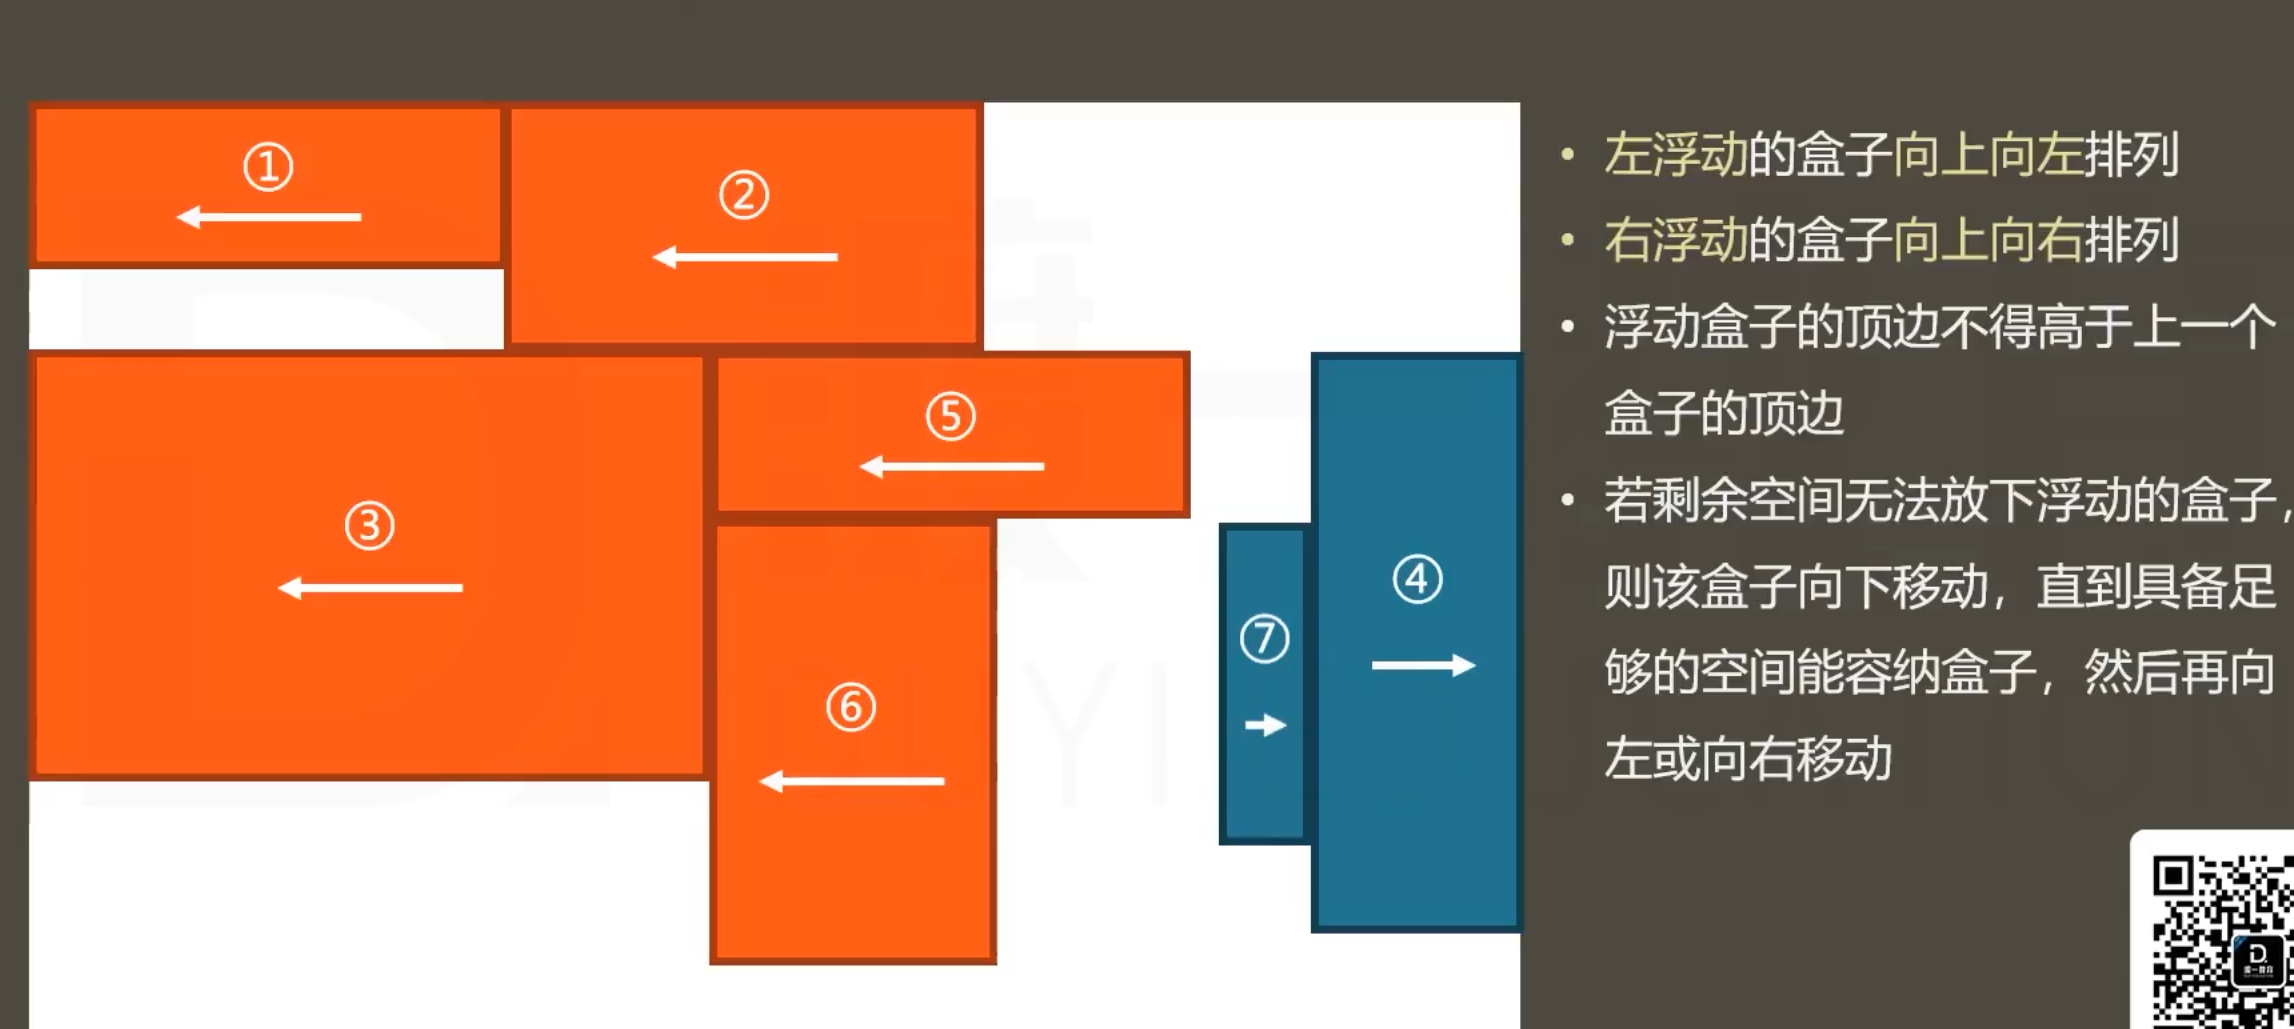 ①
②
③
④
⑤
⑥
⑦
• 左浮动的盒子向上向左排列
• 右浮动的盒子向上向右排列
• 浮动盒子的顶边不得高于上一个
盒子的顶边
• 若剩余空间无法放下浮动的盒子,
则该盒子向下移动，直到具备足
够的空间能容纳盒子，然后再向
左或向右移动